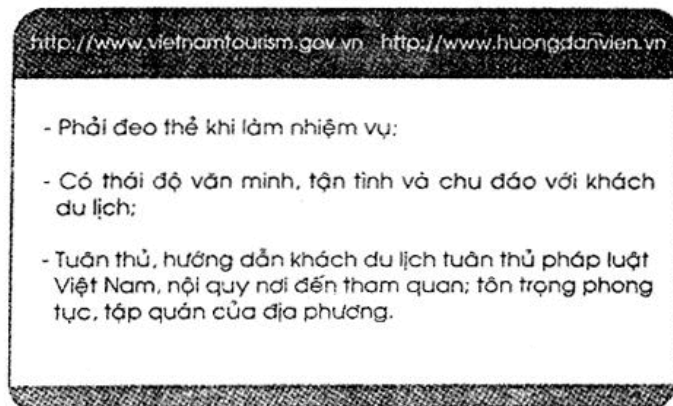 http://www.vietnamtourism.gov.vn http://www.huongdanvien.vn
- Phải đeo thẻ khi làm nhiệm vụ;
- Có thái độ văn minh, tận tình và chu đáo với khách
du lịch;
- Tuân thủ, hướng dẫn khách du lịch tuân thủ pháp luật
Việt Nam, nội quy nơi đến tham quan; tôn trọng phong
tục, tập quán của địa phương.